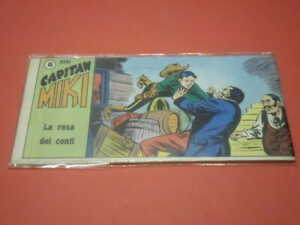 CAPITAN
MIKI
La resa
dei conti